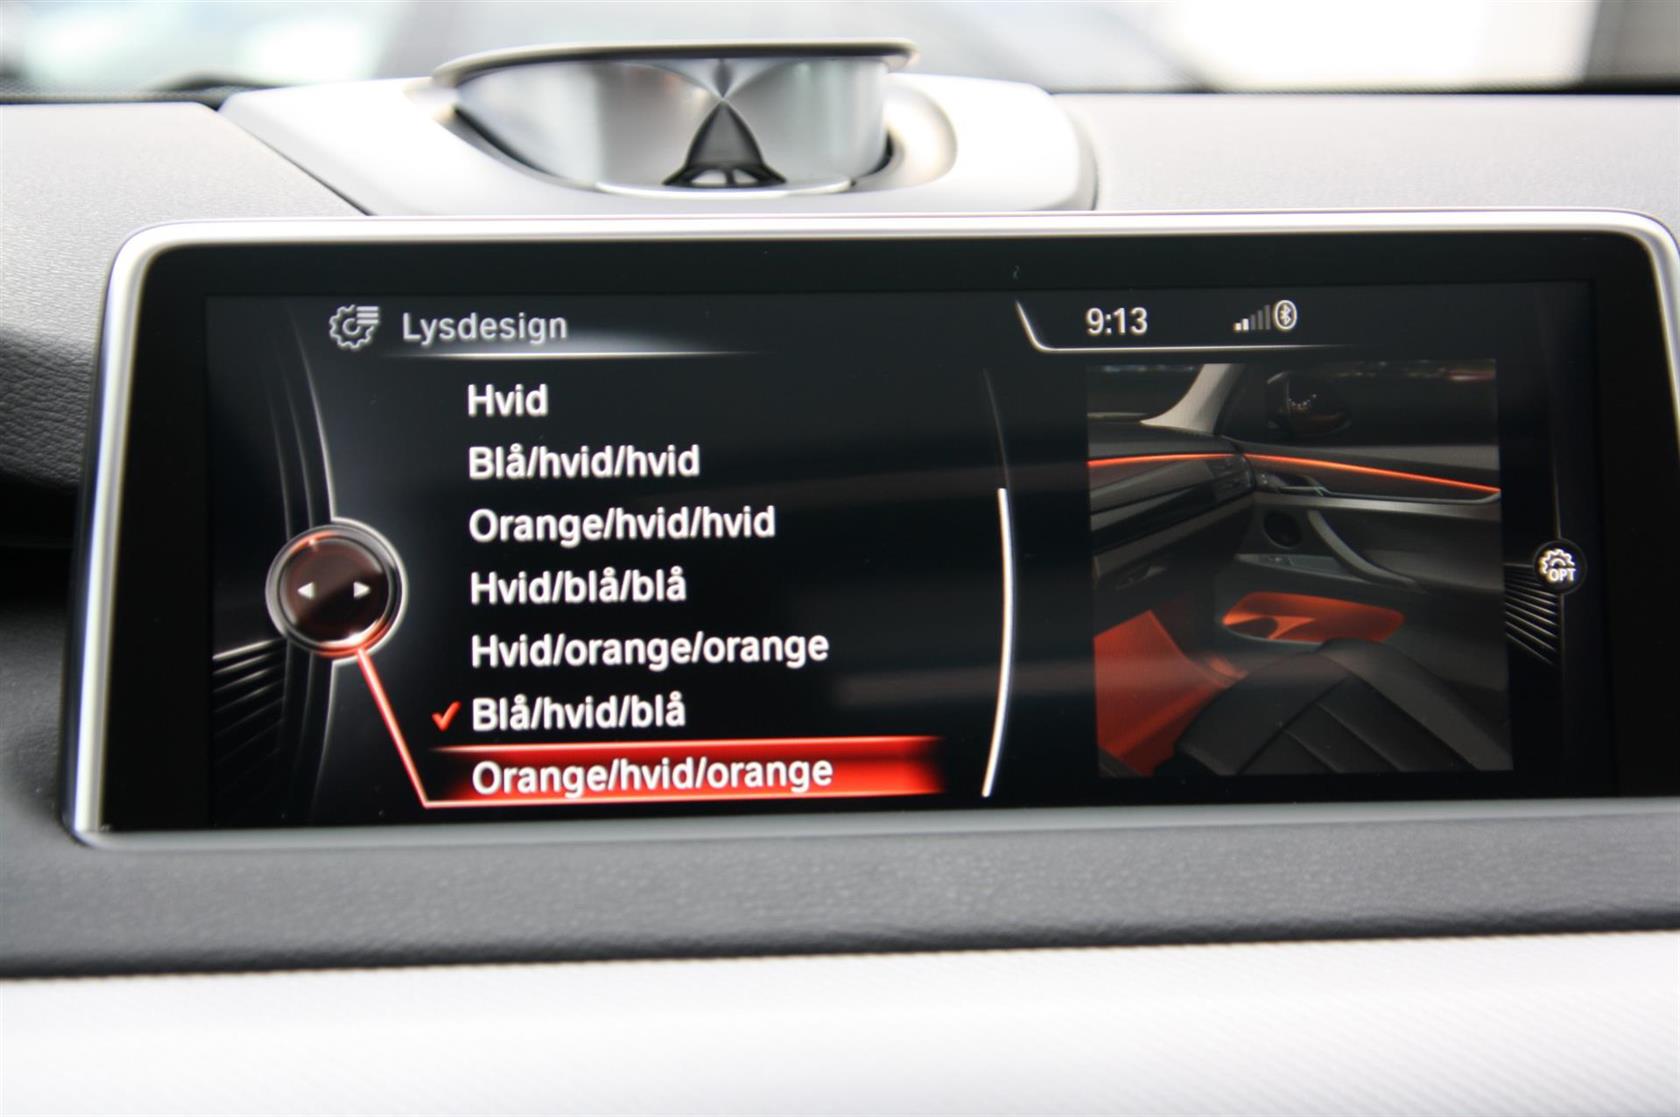 Lysdesign
9:13
Hvid
Blå/hvid/hvid
Orange/hvid/hvid
Hvid/blå/blå
Hvid/orange/orange
Blå/hvid/blå
Orange/hvid/orange
OPT